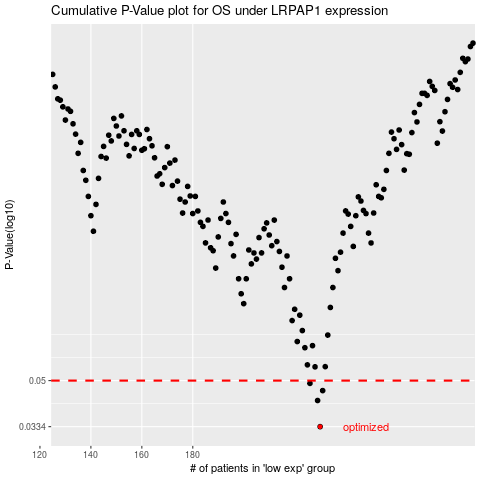 Cumulative P-Value plot for OS under LRPAP1 expression
P-Value(log10)
0.05
0.0334
optimized
120 140 160 180
# of patients in 'low exp' group